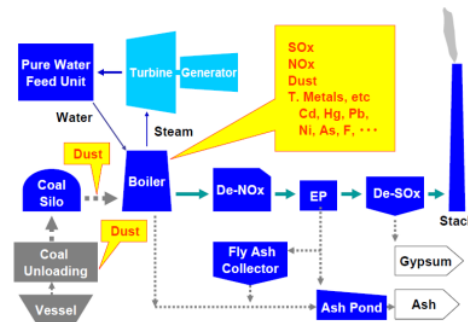 Pure Water
Feed Unit
Turbine
Generator
SOx
NOx
Dust
T. Metals, etc
Cd, Hg, Pb,
Ni, As, F, ・・・
Water
Steam
Dust
Coal
Silo
Boiler
De-NOx
EP
De-SOx
Stack
Dust
Coal
Unloading
Fly Ash
Collector
Gypsum
Vessel
Ash Pond
Ash